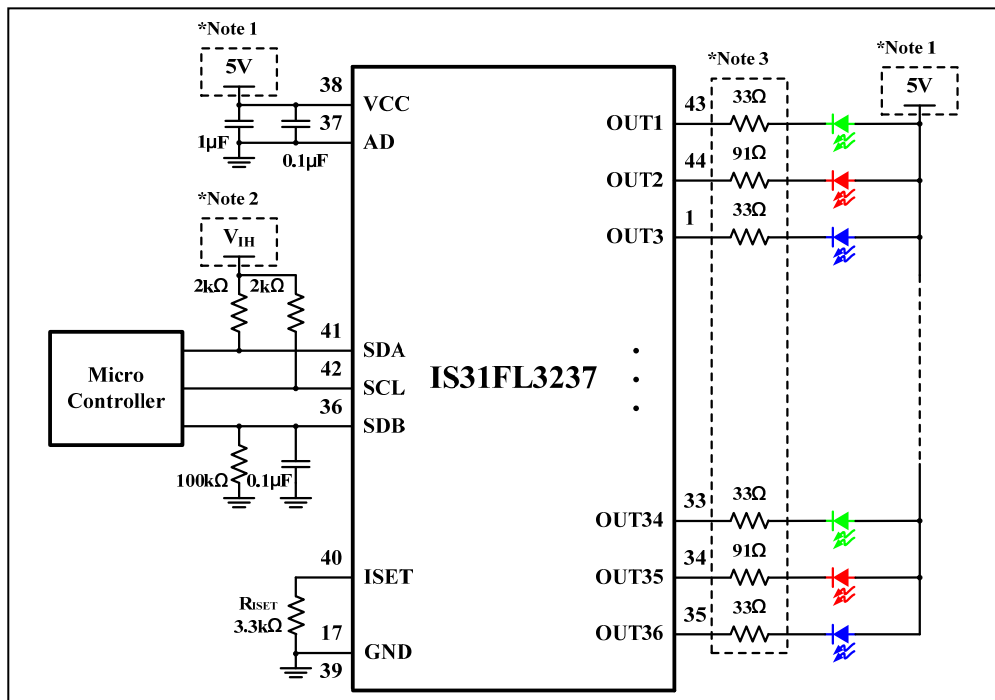 *Note 1
5V
1μF
0.1μF
38
VCC
37
AD
*Note 2
VIH
2kΩ
2kΩ
Micro
Controller
41
SDA
42
SCL
36
SDB
100kΩ
0.1μF
40
ISET
RISET
3.3kΩ
17
GND
39
IS31FL3237
*Note 3
*Note 1
5V
OUT1
43
33Ω
OUT2
44
91Ω
OUT3
1
33Ω
OUT34
33
33Ω
OUT35
34
91Ω
OUT36
35
33Ω